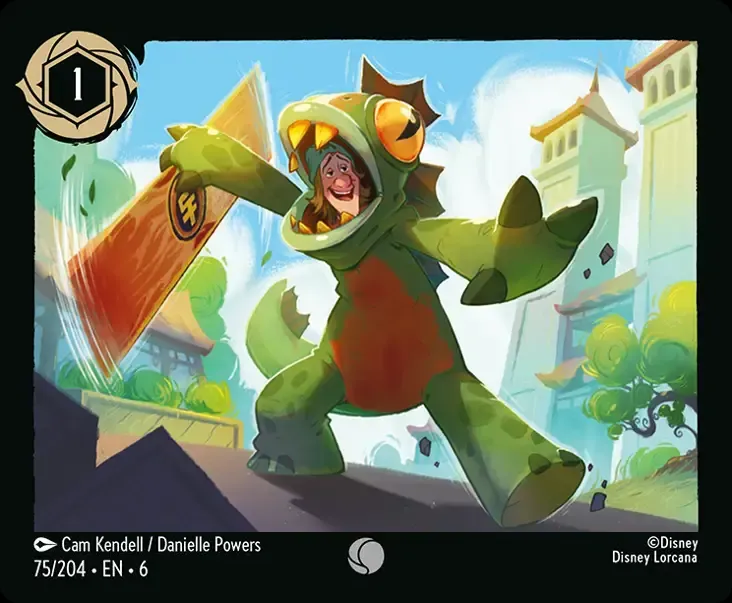 1
Cam Kendell / Danielle Powers
75/204 • EN • 6
©Disney
Disney Lorcana